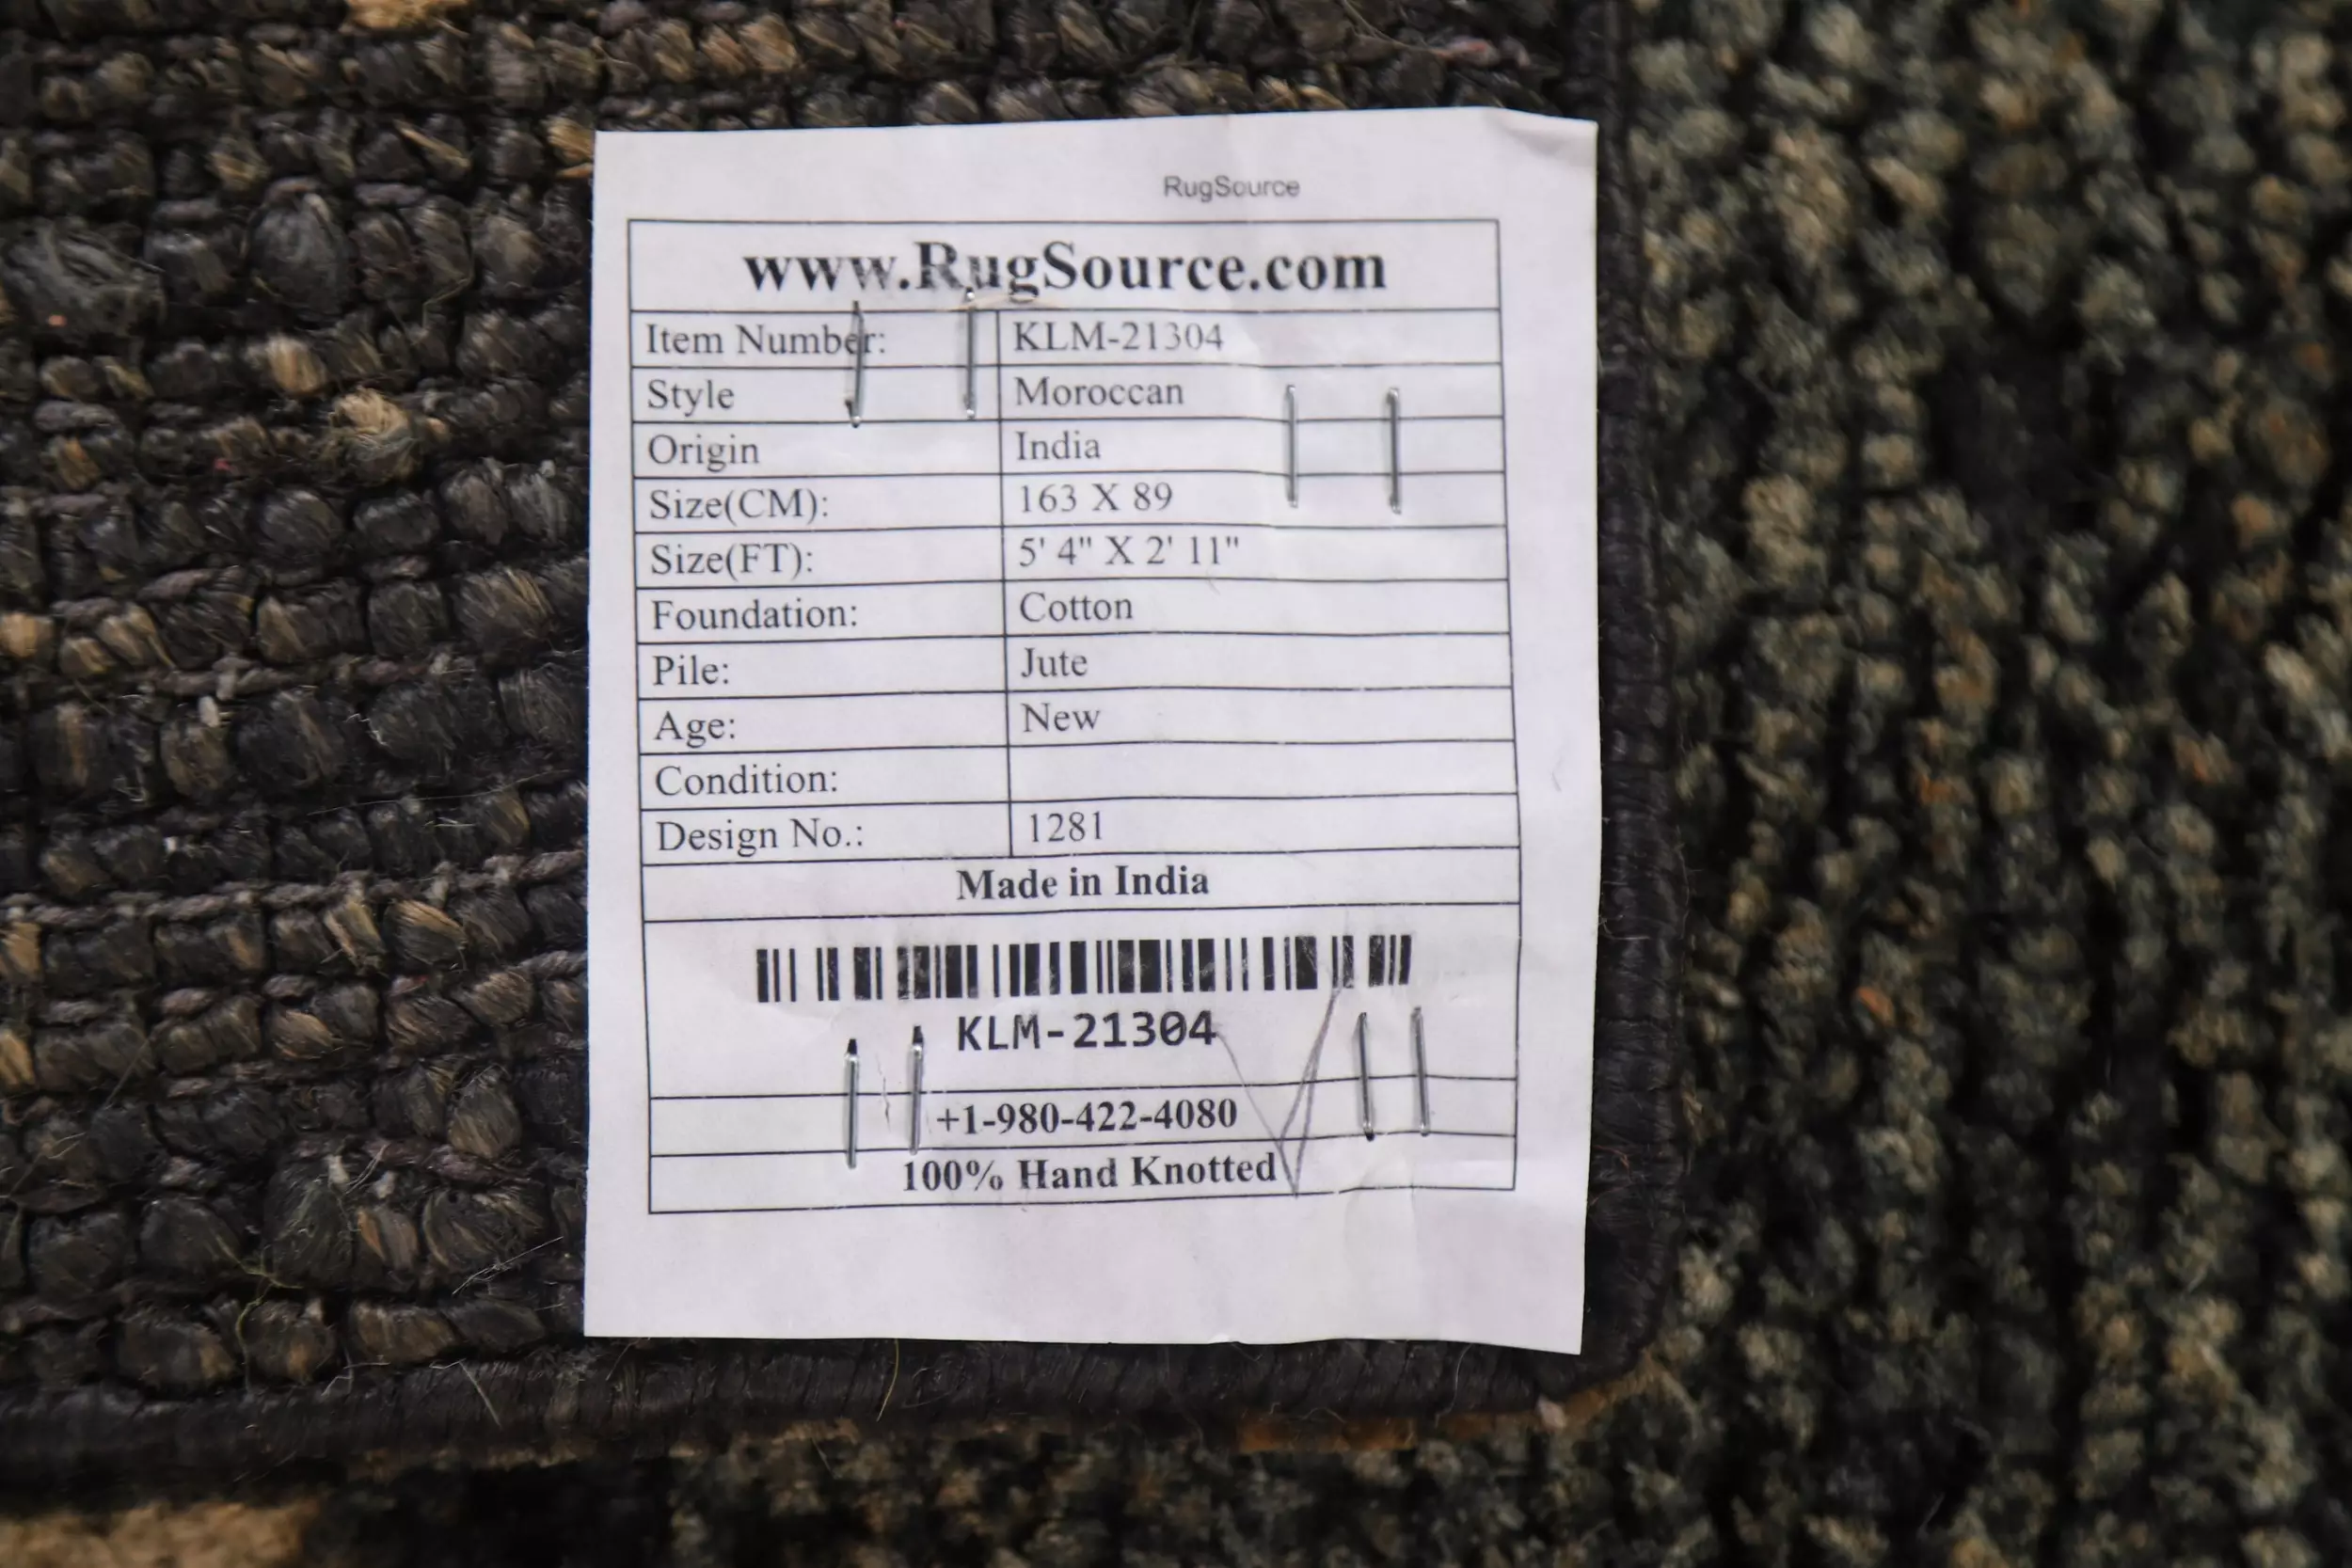 RugSource
www.RugSource.com
Item Number: KLM-21304
Style Moroccan
Origin India
Size(CM): 163 X 89
Size(FT): 5' 4" X 2' 11"
Foundation: Cotton
Pile: Jute
Age: New
Condition:
Design No.: 1281
Made in India
KLM-21304
+1-980-422-4080
100% Hand Knotted